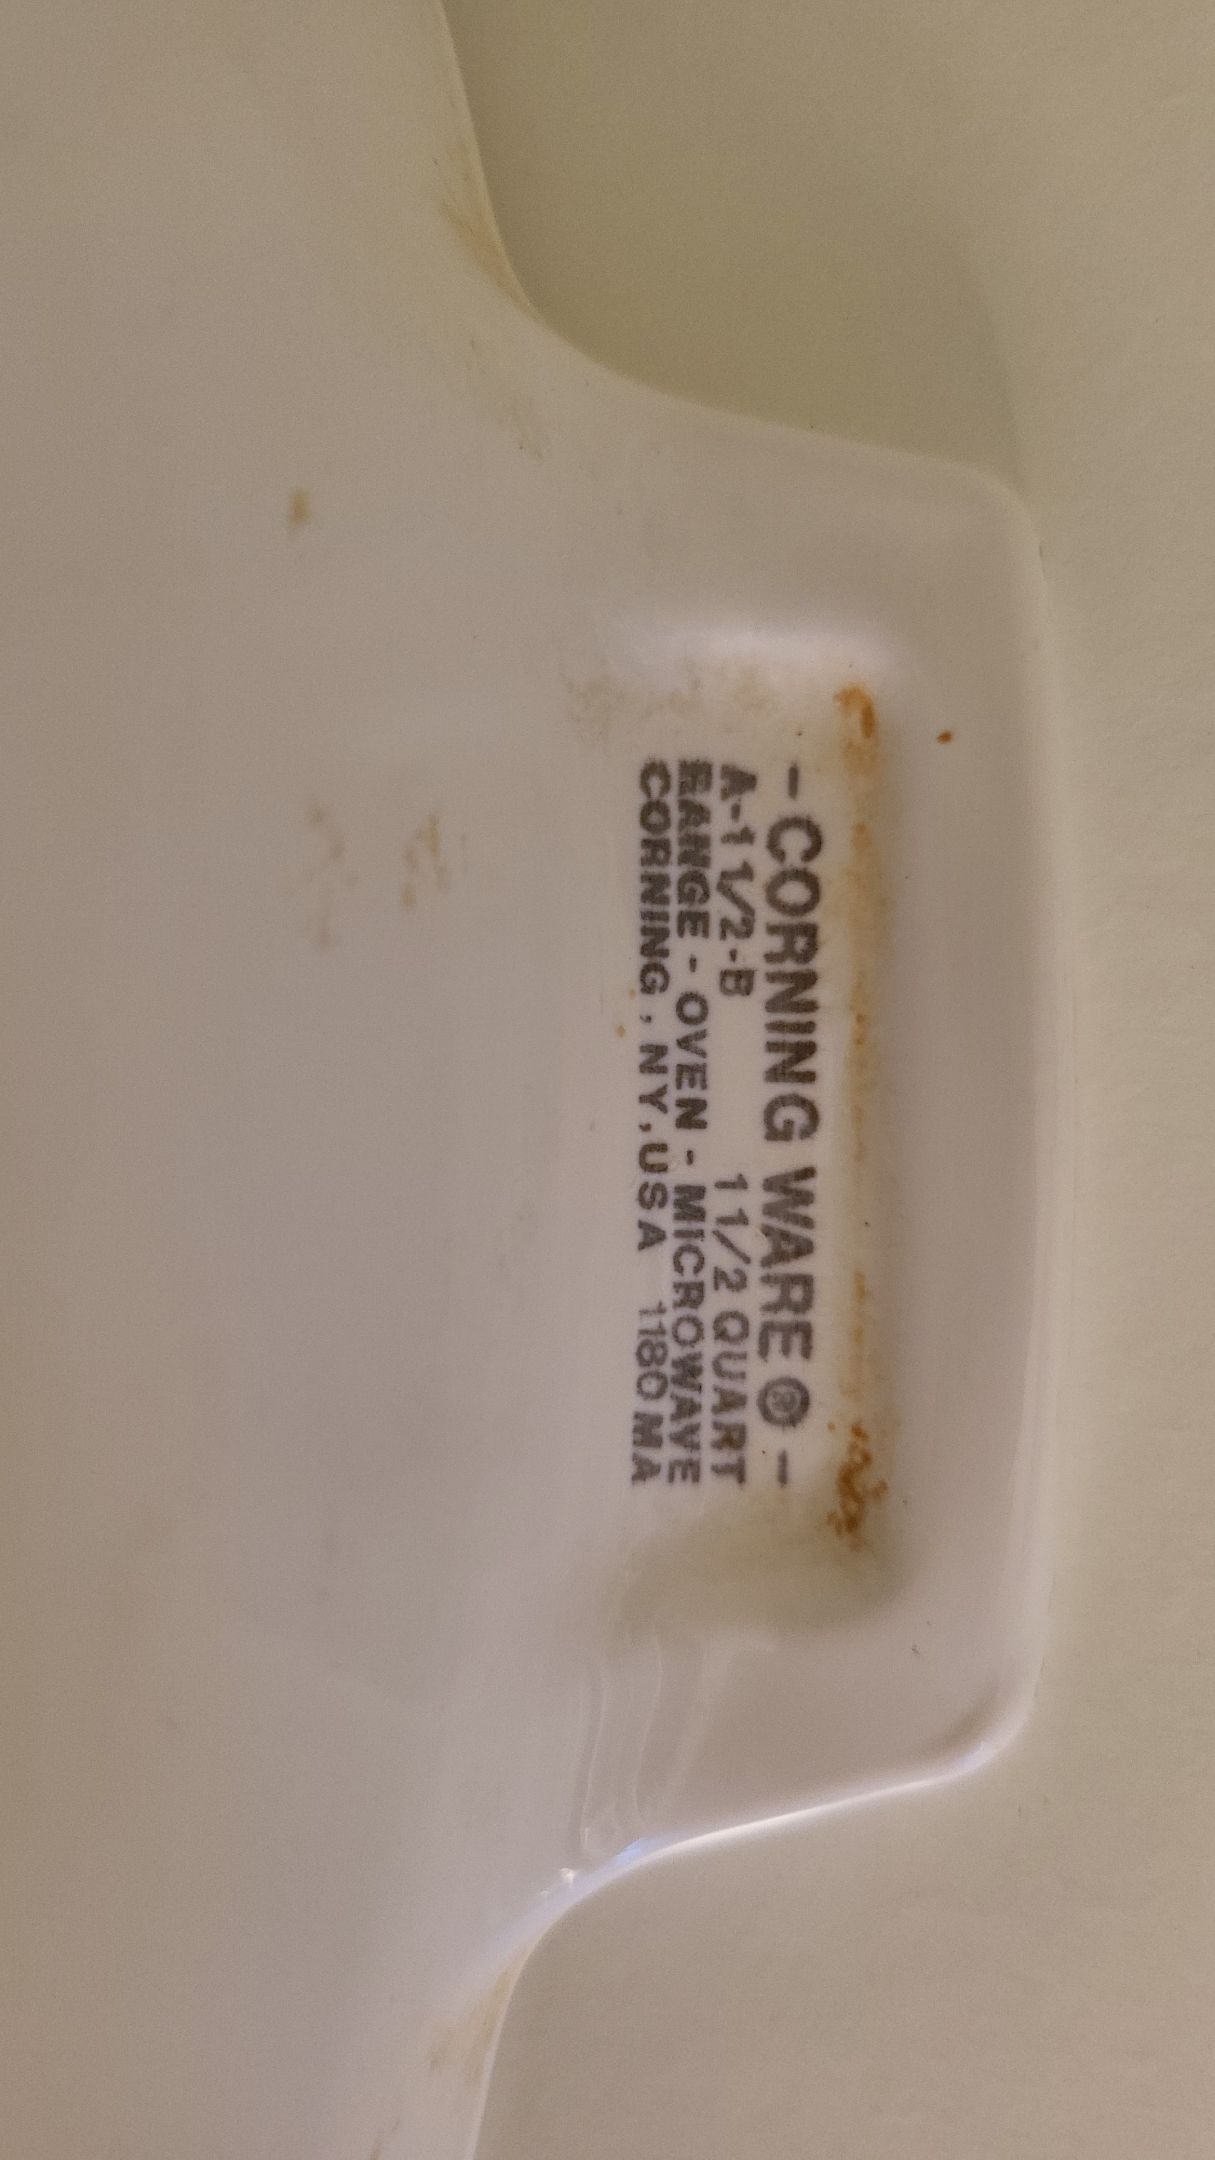 - CORNING WARE ® -
A-1 1/2-B 1 1/2 QUART
RANGE - OVEN - MICROWAVE
CORNING, NY, USA 1180 MA